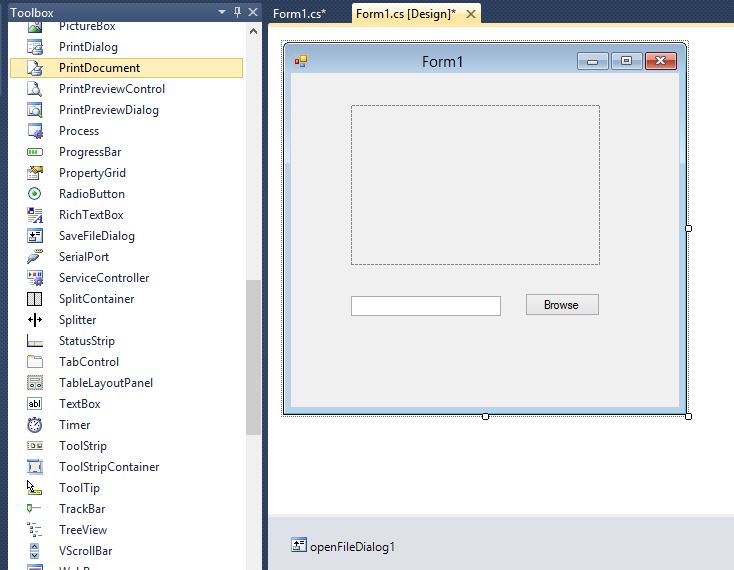 Toolbox
PictureBox
PrintDialog
PrintDocument
PrintPreviewControl
PrintPreviewDialog
Process
ProgressBar
PropertyGrid
RadioButton
RichTextBox
SaveFileDialog
SerialPort
ServiceController
SplitContainer
Splitter
StatusStrip
TabControl
TableLayoutPanel
abl TextBox
Timer
ToolStrip
ToolStripContainer
ToolTip
TrackBar
TreeView
VScrollBar
Form1.cs* Form1.cs [Design]*
Form1
Browse
openFileDialog1